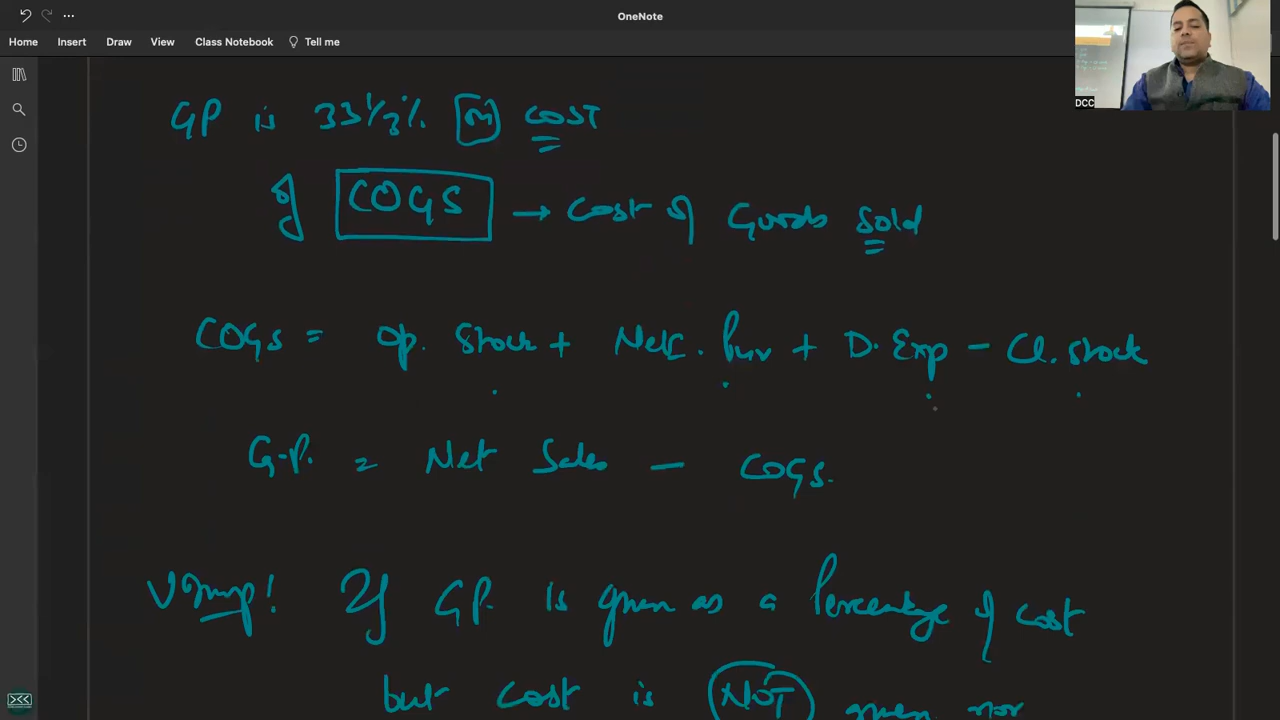 OneNote
Home Insert Draw View Class Notebook Tell me
DCC
GP is 33 1/3 % on cost
of COGS → Cost of Goods Sold
COGS = Op. Stock + Net. Pur + D. Exp - Cl. Stock
G.P. = Net Sales - COGS.
V. Imp! If GP. is given as a Percentage of cost
but cost is NOT given nor